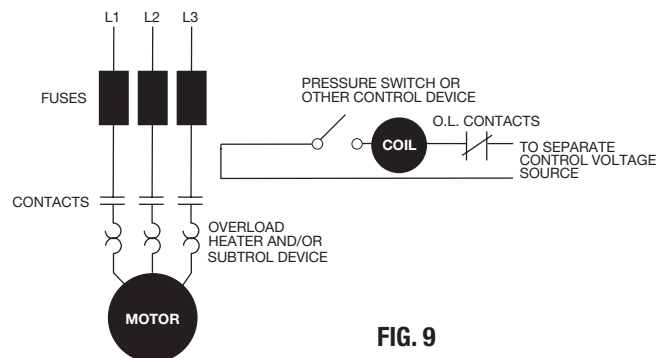 L1 L2 L3
FUSES
PRESSURE SWITCH OR
OTHER CONTROL DEVICE
O.L. CONTACTS
COIL
TO SEPARATE
CONTROL VOLTAGE
SOURCE
CONTACTS
OVERLOAD
HEATER AND/OR
SUBTROL DEVICE
MOTOR
FIG. 9